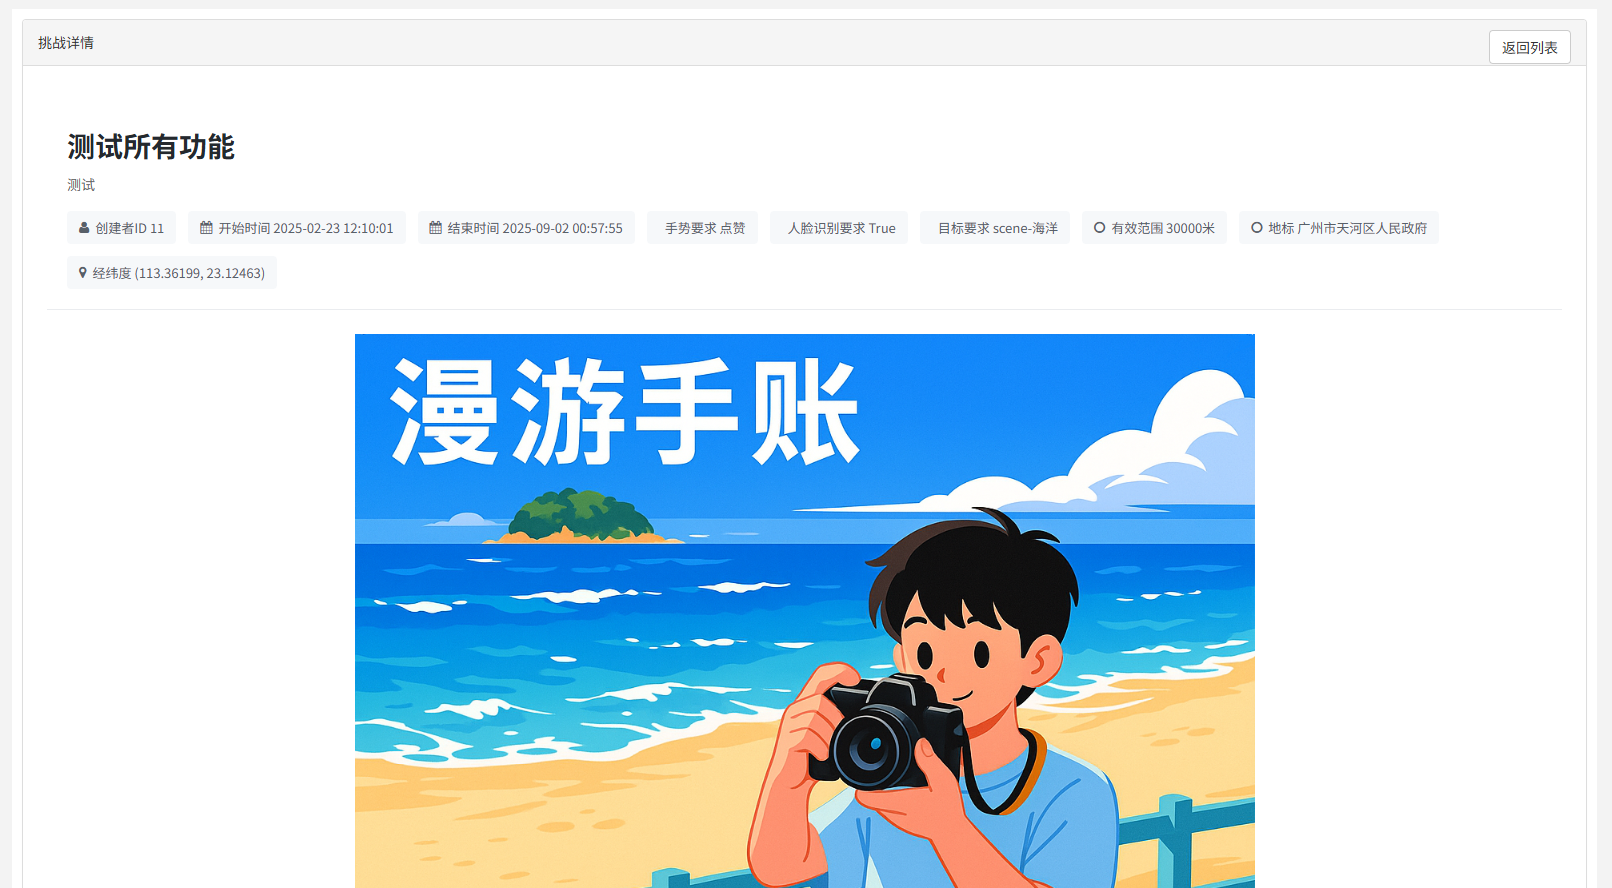 挑战详情
返回列表
测试所有功能
测试
创建者ID 11 开始时间 2025-02-23 12:10:01 结束时间 2025-09-02 00:57:55 手势要求 点赞 人脸识别要求 True 目标要求 scene-海洋 有效范围 30000米 地标 广州市天河区人民政府
经纬度 (113.36199, 23.12463)
漫游手账